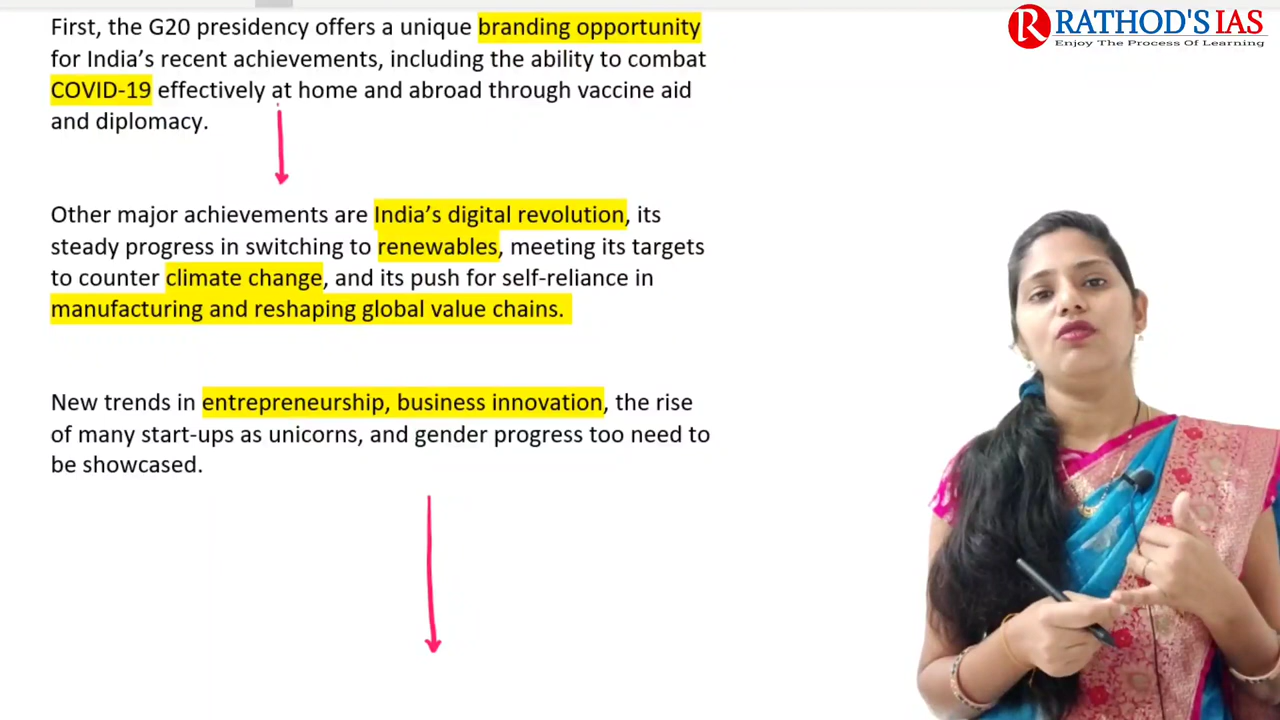 First, the G20 presidency offers a unique branding opportunity
for India’s recent achievements, including the ability to combat
COVID-19 effectively at home and abroad through vaccine aid
and diplomacy.
Other major achievements are India’s digital revolution, its
steady progress in switching to renewables, meeting its targets
to counter climate change, and its push for self-reliance in
manufacturing and reshaping global value chains.
New trends in entrepreneurship, business innovation, the rise
of many start-ups as unicorns, and gender progress too need to
be showcased.
R RATHOD'S IAS
Enjoy The Process Of Learning